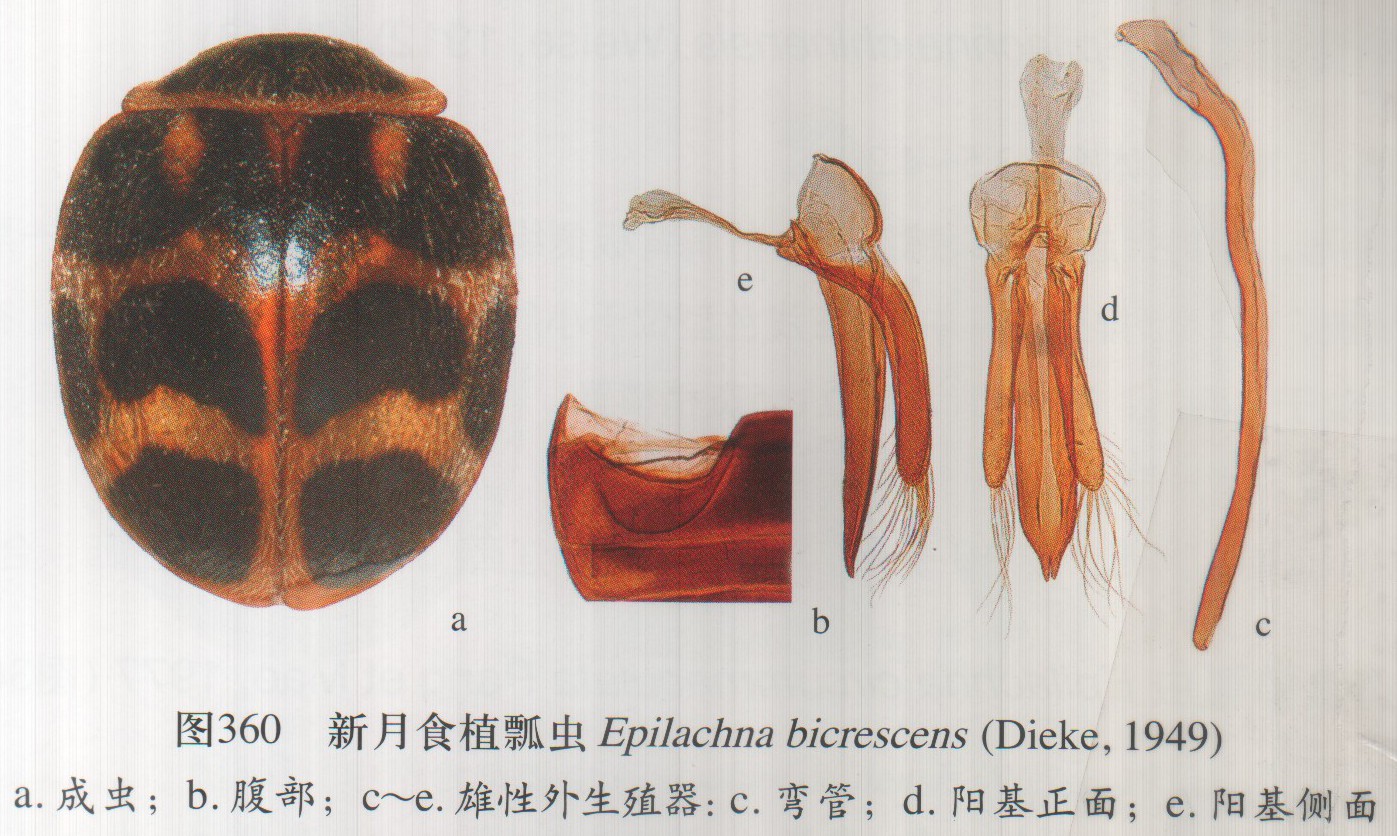 e
d
a
b
c
图360 新月食植瓢虫 Epilachna bicrescens (Dieke, 1949)
a. 成虫；b. 腹部；c～e. 雄性外生殖器：c. 弯管；d. 阳基正面；e. 阳基侧面